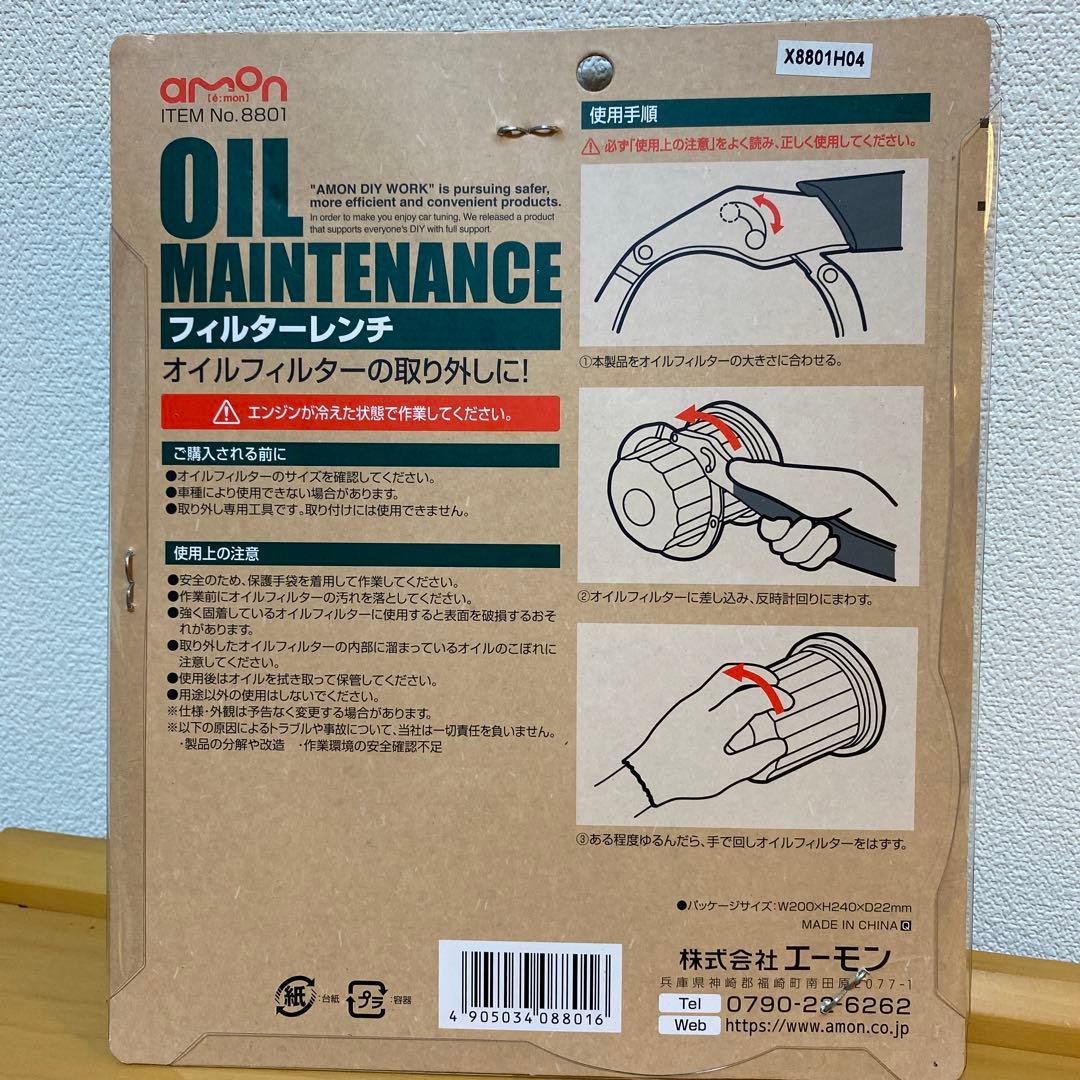 amon
[é:mon]
ITEM No. 8801
OIL
MAINTENANCE
"AMON DIY WORK" is pursuing safer,
more efficient and convenient products.
In order to make you enjoy car tuning, We released a product
that supports everyone's DIY with full support.
フィルターレンチ
オイルフィルターの取り外しに!
エンジンが冷えた状態で作業してください。
ご購入される前に
●オイルフィルターのサイズを確認してください。
●車種により使用できない場合があります。
●取り外し専用工具です。取り付けには使用できません。
使用上の注意
●安全のため、保護手袋を着用して作業してください。
●作業前にオイルフィルターの汚れを落としてください。
●強く固着しているオイルフィルターに使用すると表面を破損するおそ
れがあります。
●取り外したオイルフィルターの内部に溜まっているオイルのこぼれに
注意してください。
●使用後はオイルを拭き取って保管してください。
●用途以外の使用はしないでください。
※仕様・外観は予告なく変更する場合があります。
※以下の原因によるトラブルや事故について、当社は一切責任を負いません。
・製品の分解や改造 ・作業環境の安全確認不足
X8801H04
使用手順
必ず「使用上の注意」をよく読み、正しく使用してください。
①本製品をオイルフィルターの大きさに合わせる。
②オイルフィルターに差し込み、反時計回りにまわす。
③ある程度ゆるんだら、手で回しオイルフィルターをはずす。
●パッケージサイズ:W200×H240×D22mm
MADE IN CHINA Q
株式会社 エーモン
兵庫県神崎郡福崎町南田原2077-1
Tel 0790-22-6262
Web https://www.amon.co.jp
紙 :台紙 プラ :容器
4 905034 088016